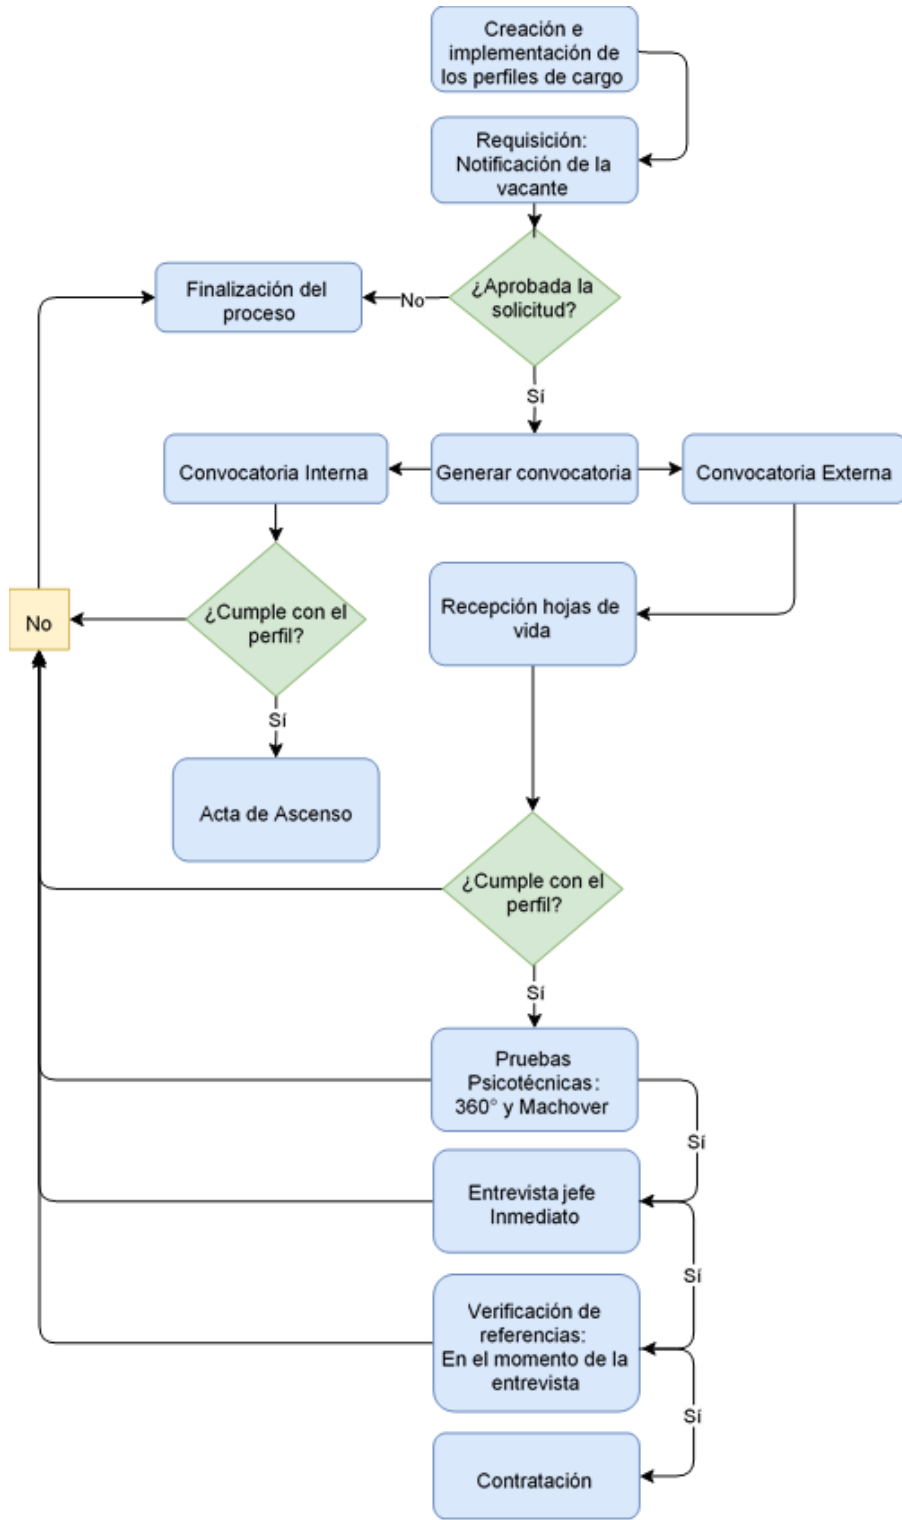 Creación e
implementación de
los perfiles de cargo
Requisición:
Notificación de la
vacante
¿Aprobada la
solicitud?
No
Finalización del
proceso
Sí
Convocatoria Interna
Generar convocatoria
Convocatoria Externa
¿Cumple con el
perfil?
No
Recepción hojas de
vida
Sí
Acta de Ascenso
¿Cumple con el
perfil?
Sí
Pruebas
Psicotécnicas:
360° y Machover
Sí
Entrevista jefe
Inmediato
Sí
Verificación de
referencias:
En el momento de la
entrevista
Sí
Contratación